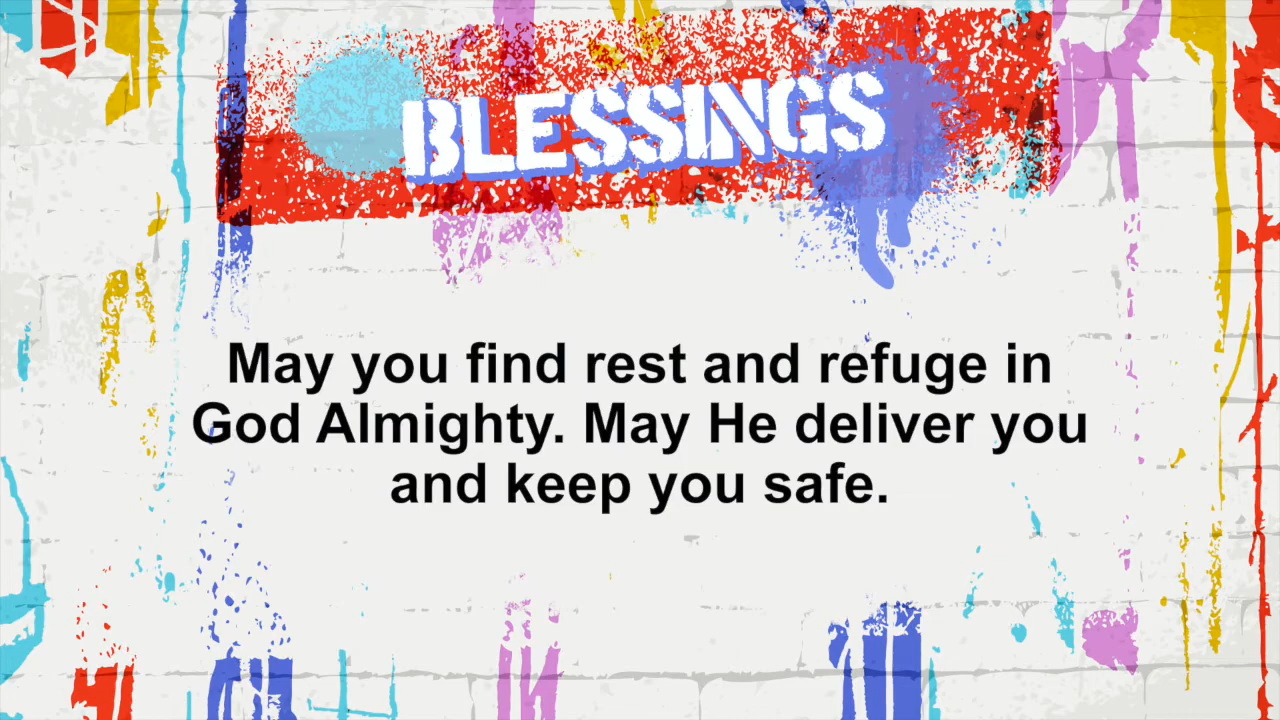 BLESSINGS
May you find rest and refuge in
God Almighty. May He deliver you
and keep you safe.